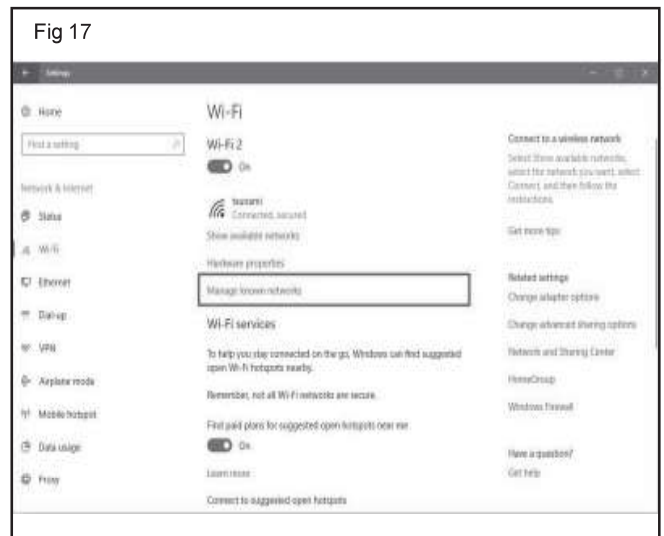 Fig 17
Settings
Home
Find a setting
Network & Internet
Status
Wi-Fi
Ethernet
Dial-up
VPN
Airplane mode
Mobile hotspot
Data usage
Proxy
Wi-Fi
Wi-Fi 2
On
tsunami
Connected, secured
Show available networks
Hardware properties
Manage known networks
Wi-Fi services
To help you stay connected on the go, Windows can find suggested
open Wi-Fi hotspots nearby.
Remember, not all Wi-Fi networks are secure.
Find paid plans for suggested open hotspots near me
On
Learn more
Connect to suggested open hotspots
Connect to a wireless network
Select Show available networks,
select the network you want, select
Connect, and then follow the
instructions.
Get more tips
Related settings
Change adapter options
Change advanced sharing options
Network and Sharing Center
HomeGroup
Windows Firewall
Have a question?
Get help